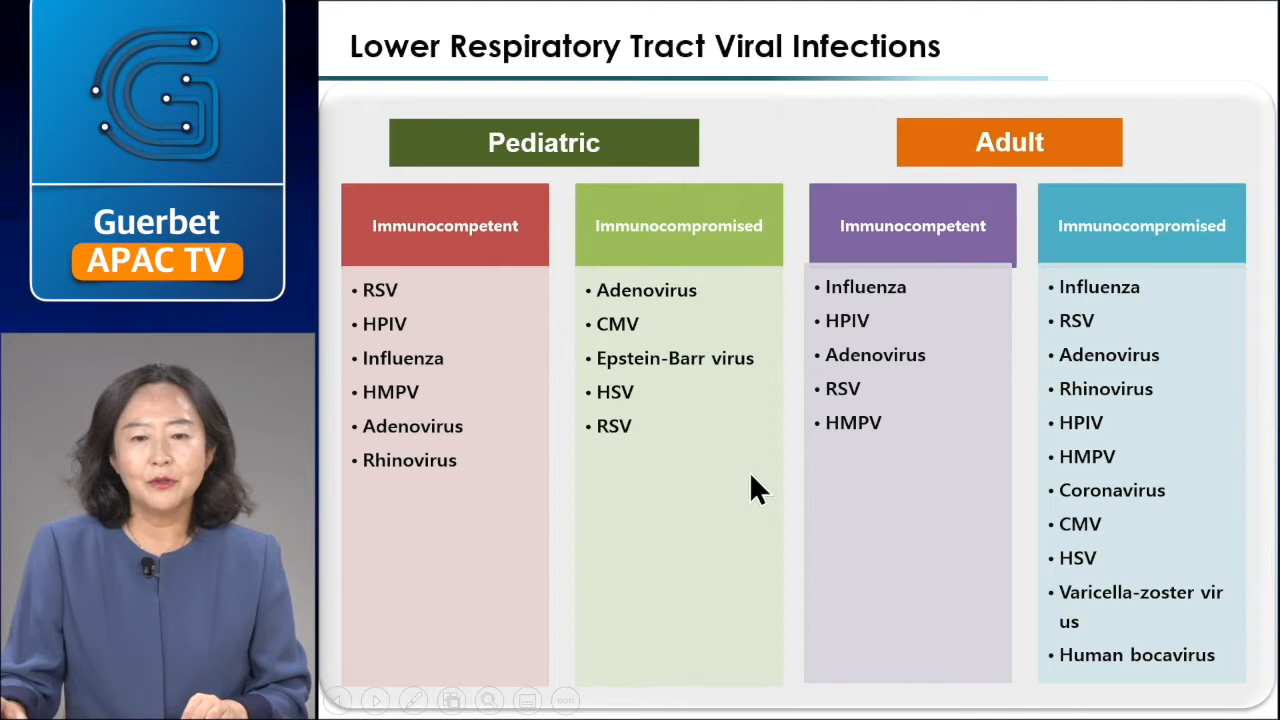 Lower Respiratory Tract Viral Infections
Guerbet
APAC TV
Pediatric
Adult
Immunocompetent
• RSV
• HPIV
• Influenza
• HMPV
• Adenovirus
• Rhinovirus
Immunocompromised
• Adenovirus
• CMV
• Epstein-Barr virus
• HSV
• RSV
Immunocompetent
• Influenza
• HPIV
• Adenovirus
• RSV
• HMPV
Immunocompromised
• Influenza
• RSV
• Adenovirus
• Rhinovirus
• HPIV
• HMPV
• Coronavirus
• CMV
• HSV
• Varicella-zoster vir
us
• Human bocavirus